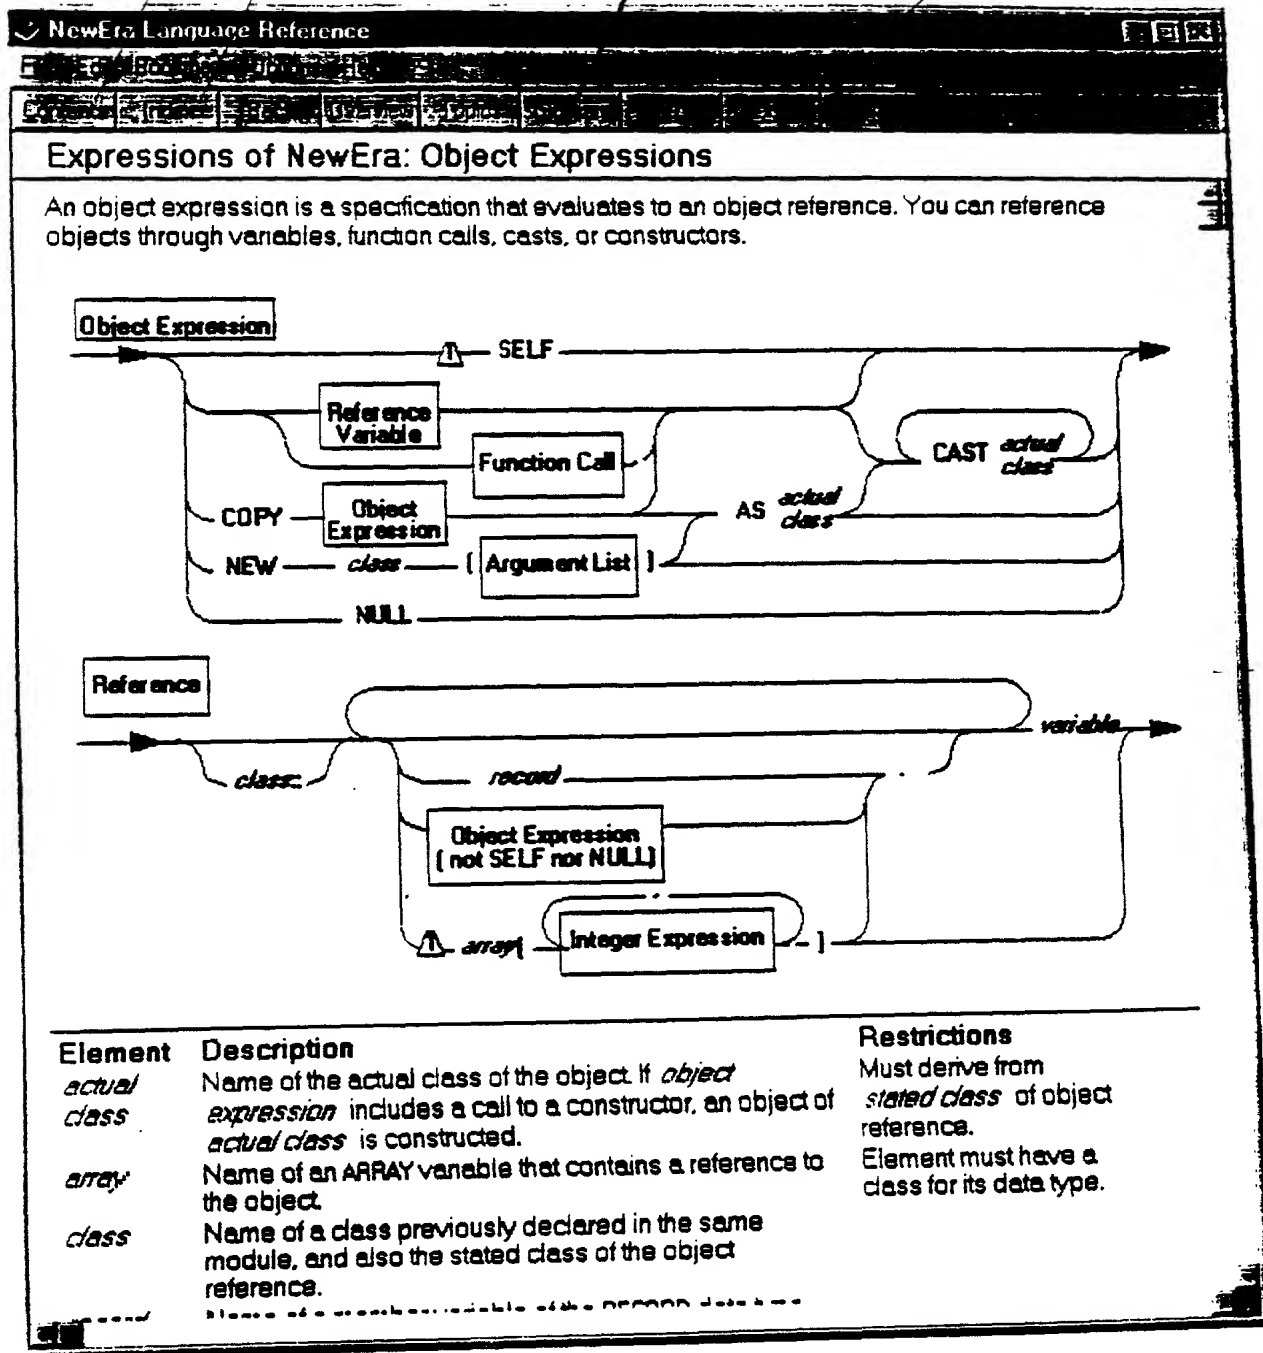 NewEra Language Reference
Expressions of NewEra: Object Expressions
An object expression is a specification that evaluates to an object reference. You can reference
objects through variables, function calls, casts, or constructors.
Object Expression
SELF
Reference
Variable
Function Call
CAST actual
class
COPY
Object
Expression
AS actual
class
NEW class ( Argument List )
NULL
Reference
class::
variable
record .
Object Expression
( not SELF nor NULL)
,
array[ Integer Expression ]
Element Description Restrictions
actual Name of the actual class of the object. If object Must derive from
class expression includes a call to a constructor, an object of stated class of object
actual class is constructed. reference.
array Name of an ARRAY variable that contains a reference to Element must have a
the object. class for its data type.
class Name of a class previously declared in the same
module, and also the stated class of the object
reference.